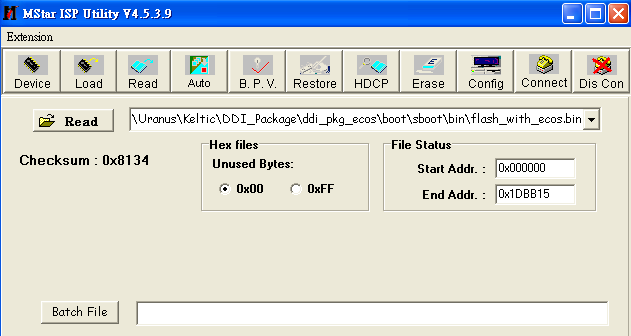 MStar ISP Utility V4.5.3.9
Extension
Device Load Read Auto B. P. V. Restore HDCP Erase Config Connect Dis Con
Read \Uranus\Keltic\DDI_Package\ddi_pkg_ecos\boot\sboot\bin\flash_with_ecos.bin
Checksum : 0x8134
Hex files
Unused Bytes:
0x00 0xFF
File Status
Start Addr. : 0x000000
End Addr. : 0x1DBB15
Batch File